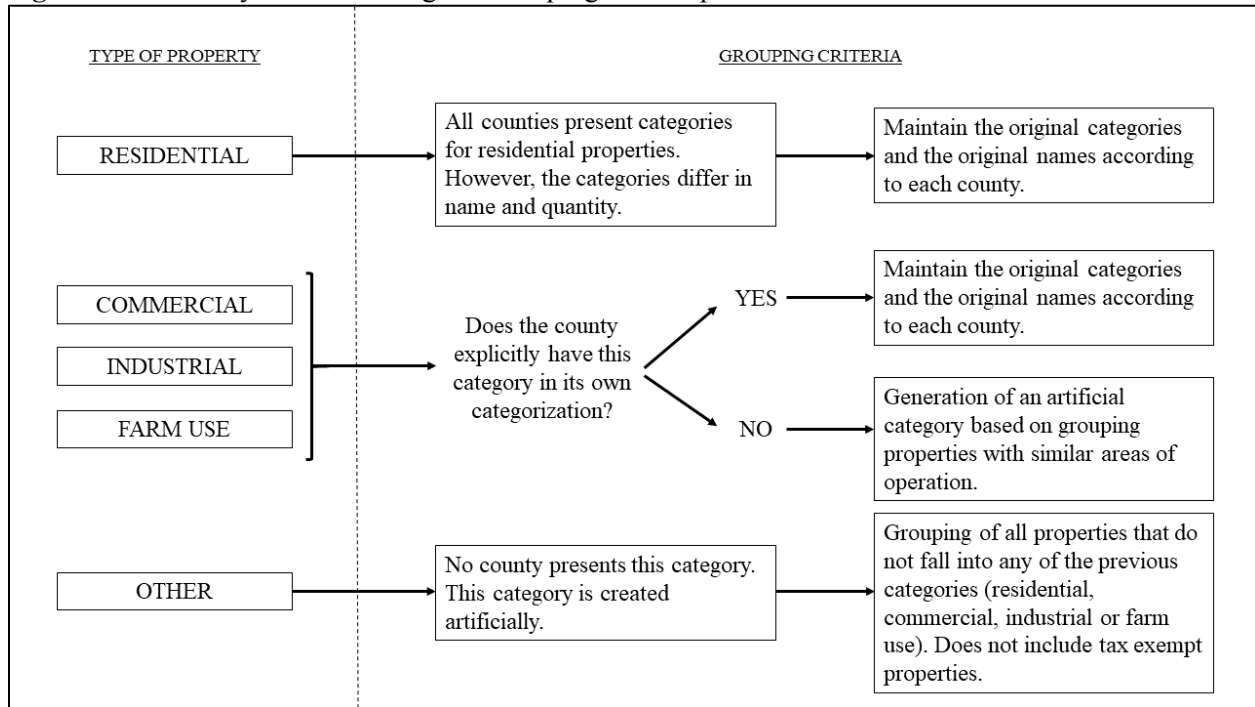 TYPE OF PROPERTY
GROUPING CRITERIA
RESIDENTIAL
All counties present categories
for residential properties.
However, the categories differ in
name and quantity.
Maintain the original categories
and the original names according
to each county.
COMMERCIAL
INDUSTRIAL
FARM USE
Does the county
explicitly have this
category in its own
categorization?
YES
Maintain the original categories
and the original names according
to each county.
NO
Generation of an artificial
category based on grouping
properties with similar areas of
operation.
OTHER
No county presents this category.
This category is created
artificially.
Grouping of all properties that do
not fall into any of the previous
categories (residential,
commercial, industrial or farm
use). Does not include tax exempt
properties.